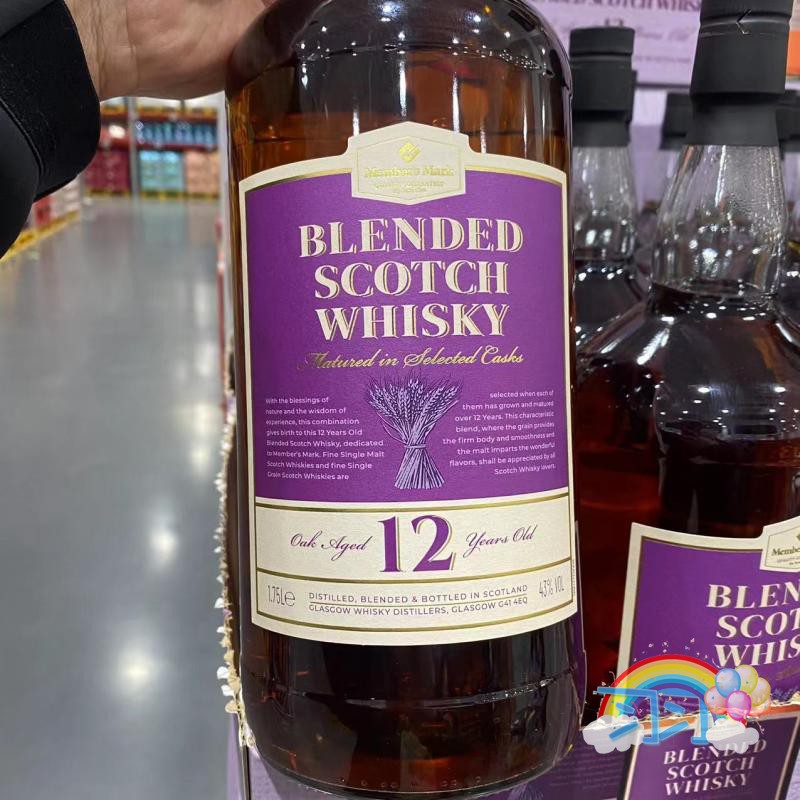 Member's Mark
BLENDED
SCOTCH
WHISKY
Matured in Selected Casks
With the blessings of
nature and the wisdom of
experience, this combination
gives birth to this 12 Years Old
Blended Scotch Whisky, dedicated
to Member's Mark. Fine Single Malt
Scotch Whiskies and fine Single
Grain Scotch Whiskies are
selected when each of
them has grown and matured
over 12 Years. This characteristic
blend, where the grain provides
the firm body and smoothness and
the malt imparts the wonderful
flavors, shall be appreciated by all
Scotch Whisky lovers.
Oak Aged 12 Years Old
1.75L℮
DISTILLED, BLENDED & BOTTLED IN SCOTLAND
GLASGOW WHISKY DISTILLERS, GLASGOW G41 4EQ
43% VOL
SCOTCH WHISK
12
Membe
BLEN
SCOT
WHIS
BLENDED
SCOTCH
WHISKY